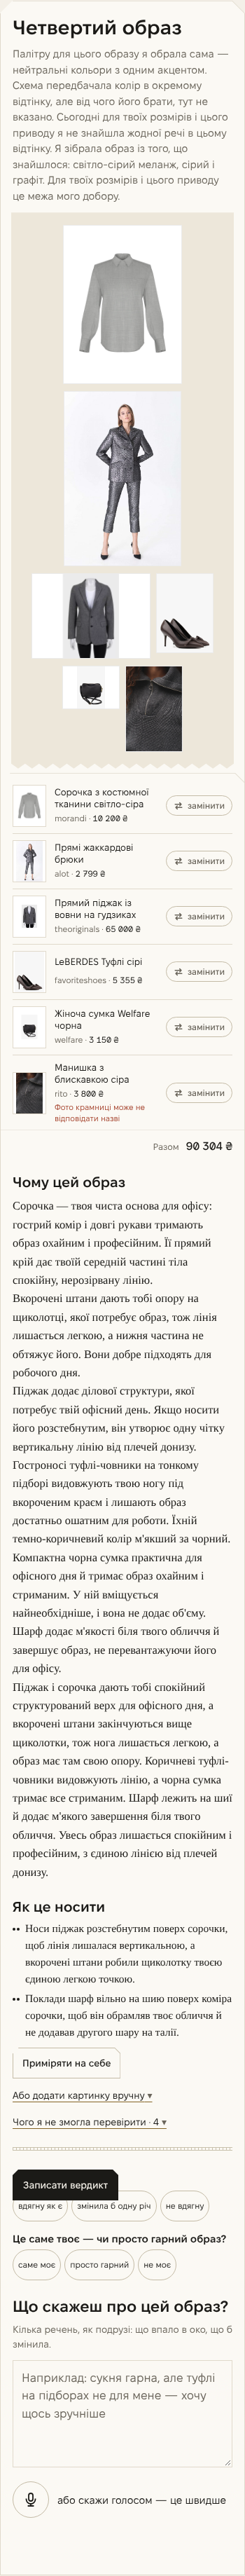 Четвертий образ
Палітру для цього образу я обрала сама —
нейтральні кольори з одним акцентом.
Схема передбачала колір в окремому
відтінку, але від чого його брати, тут не
вказано. Сьогодні для твоїх розмірів і цього
приводу я не знайшла жодної речі в цьому
відтінку. Я зібрала образ із того, що
знайшлося: світло-сірий меланж, сірий і
графіт. Для твоїх розмірів і цього приводу
це межа мого добору.
Сорочка з костюмної
тканини світло-сіра
morandi · 10 200 ₴
замінити
Прямі жаккардові
брюки
alot · 2 799 ₴
замінити
Прямий піджак із
вовни на гудзиках
theoriginals · 65 000 ₴
замінити
LeBERDES Туфлі сірі
favoriteshoes · 5 355 ₴
замінити
Жіноча сумка Welfare
чорна
welfare · 3 150 ₴
замінити
Манишка з
блискавкою сіра
rito · 3 800 ₴
Фото крамниці може не
відповідати назві
замінити
Разом 90 304 ₴
Чому цей образ
Сорочка — твоя чиста основа для офісу:
гострий комір і довгі рукави тримають
образ охайним і професійним. Її прямий
крій дає твоїй середній частині тіла
спокійну, нерозірвану лінію.
Вкорочені штани дають тобі опору на
щиколотці, якої потребує образ, тож лінія
лишається легкою, а нижня частина не
обтяжує його. Вони добре підходять для
робочого дня.
Піджак додає ділової структури, якої
потребує твій офісний день. Якщо носити
його розстебнутим, він утворює одну чітку
вертикальну лінію від плечей донизу.
Гостроносі туфлі-човники на тонкому
підборі видовжують твою ногу під
вкороченим краєм і лишають образ
достатньо ошатним для роботи. Їхній
темно-коричневий колір м'якший за чорний.
Компактна чорна сумка практична для
офісного дня й тримає образ охайним і
стриманим. У ній вміщується
найнеобхідніше, і вона не додає об'єму.
Шарф додає м'якості біля твого обличчя й
завершує образ, не перевантажуючи його
для офісу.
Піджак і сорочка дають тобі спокійний
структурований верх для офісного дня, а
вкорочені штани закінчуються вище
щиколотки, тож нога лишається легкою, а
образ має там свою опору. Коричневі туфлі-
човники видовжують лінію, а чорна сумка
тримає все стриманим. Шарф лежить на шиї
й додає м'якого завершення біля твого
обличчя. Увесь образ лишається спокійним і
професійним, з єдиною лінією від плечей
донизу.
Як це носити
Носи піджак розстебнутим поверх сорочки,
щоб лінія лишалася вертикальною, а
вкорочені штани робили щиколотку твоєю
єдиною легкою точкою.
Поклади шарф вільно на шию поверх коміра
сорочки, щоб він обрамляв твоє обличчя й
не додавав другого шару на талії.
Приміряти на себе
Або додати картинку вручну ▾
Чого я не змогла перевірити · 4 ▾
Записати вердикт
вдягну як є
змінила б одну річ
не вдягну
Це саме твоє — чи просто гарний образ?
саме моє
просто гарний
не моє
Що скажеш про цей образ?
Кілька речень, як подрузі: що впало в око, що б
змінила.
Наприклад: сукня гарна, але туфлі
на підборах не для мене — хочу
щось зручніше
або скажи голосом — це швидше